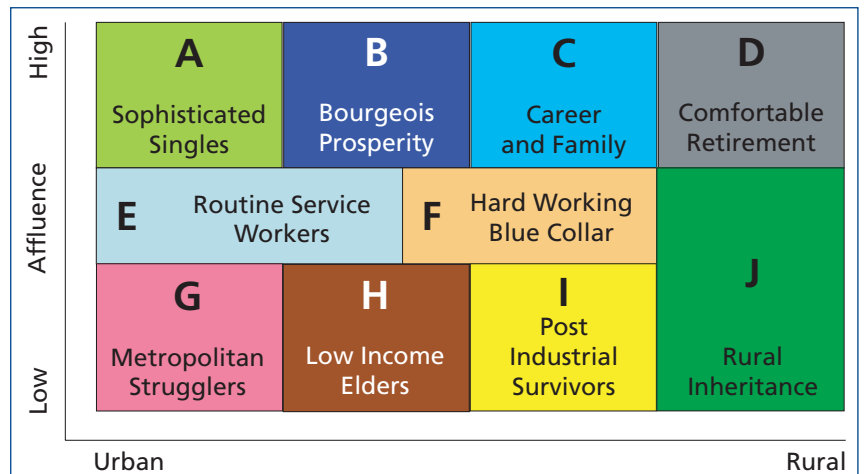 High
A
Sophisticated
Singles
B
Bourgeois
Prosperity
C
Career
and Family
D
Comfortable
Retirement
Affluence
E
Routine Service
Workers
F
Hard Working
Blue Collar
Low
G
Metropolitan
Strugglers
H
Low Income
Elders
I
Post
Industrial
Survivors
J
Rural
Inheritance
Urban
Rural